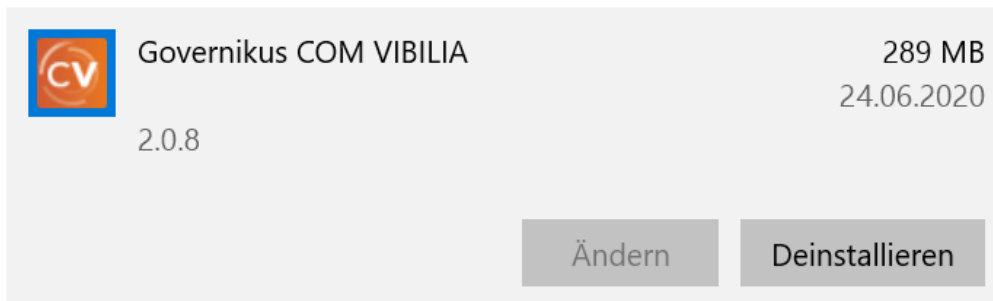 CV
Governikus COM VIBILIA
289 MB
24.06.2020
2.0.8
Ändern
Deinstallieren